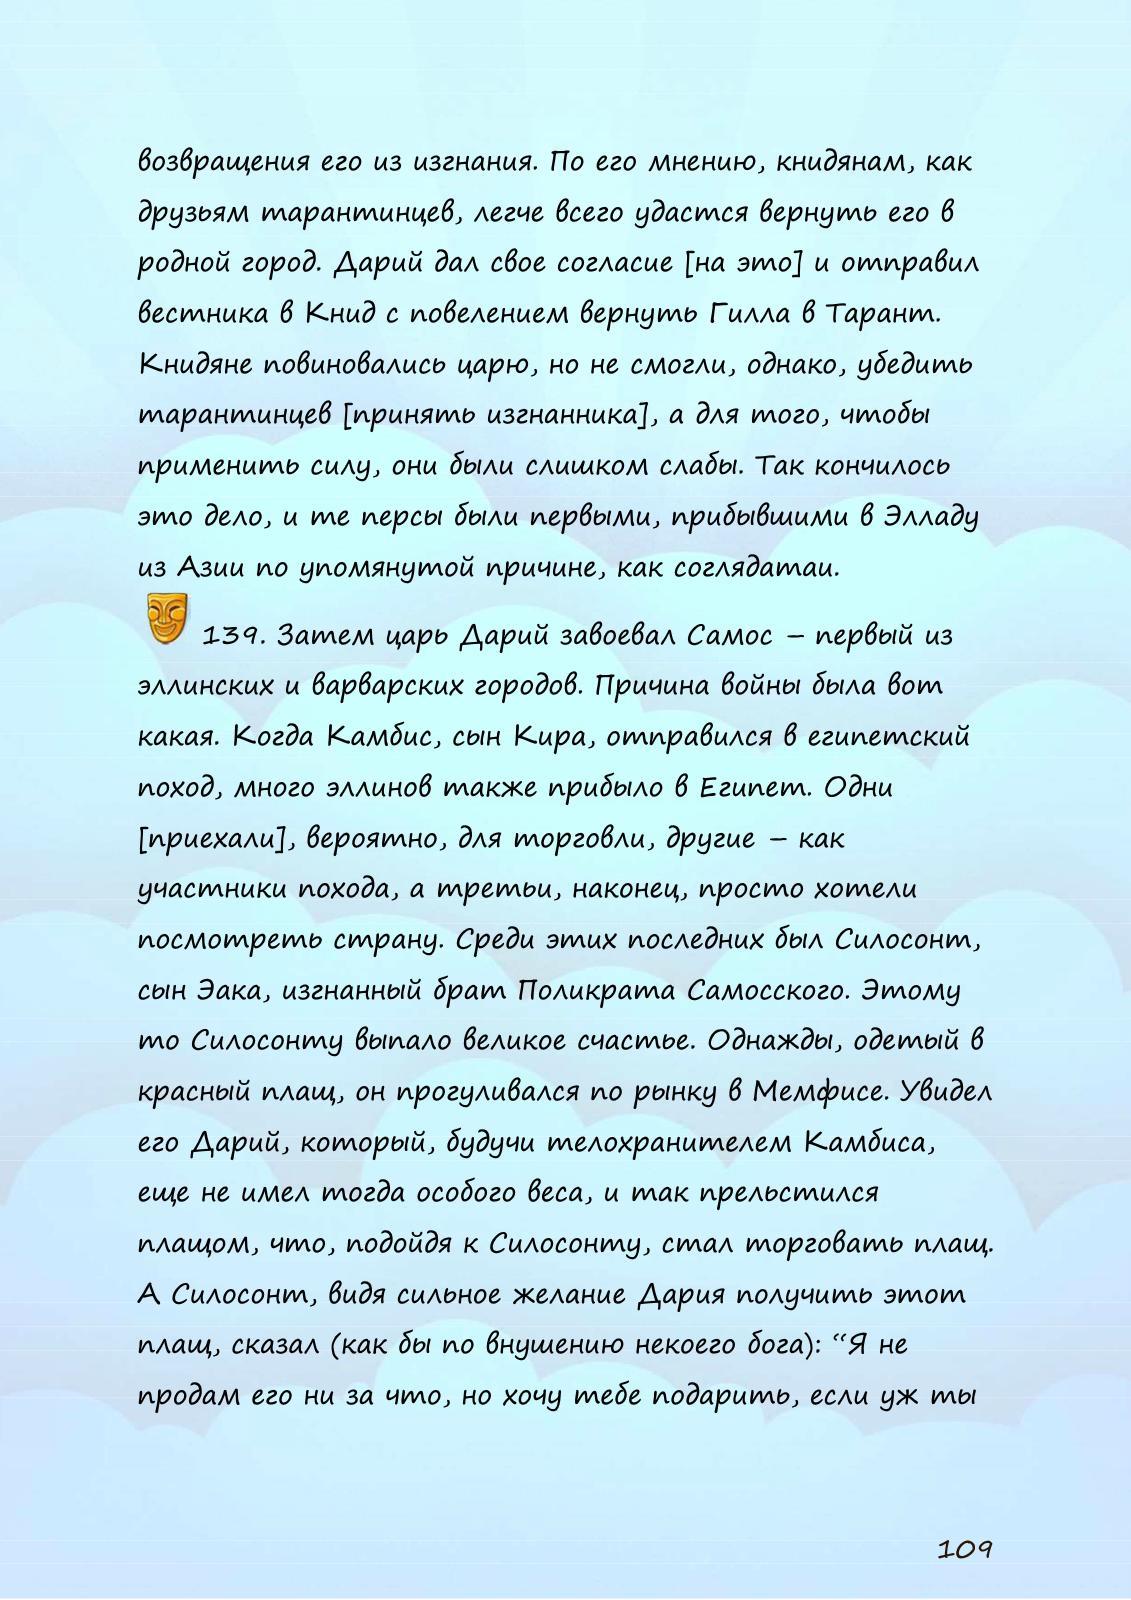 возвращения его из изгнания. По его мнению, книдянам, как
друзьям тарантинцев, легче всего удастся вернуть его в
родной город. Дарий дал свое согласие [на это] и отправил
вестника в Книд с повелением вернуть Гилла в Тарант.
Книдяне повиновались царю, но не смогли, однако, убедить
тарантинцев [принять изгнанника], а для того, чтобы
применить силу, они были слишком слабы. Так кончилось
это дело, и те персы были первыми, прибывшими в Элладу
из Азии по упомянутой причине, как соглядатаи.
139. Затем царь Дарий завоевал Самос – первый из
эллинских и варварских городов. Причина войны была вот
какая. Когда Камбис, сын Кира, отправился в египетский
поход, много эллинов также прибыло в Египет. Одни
[приехали], вероятно, для торговли, другие – как
участники похода, а третьи, наконец, просто хотели
посмотреть страну. Среди этих последних был Силосонт,
сын Эака, изгнанный брат Поликрата Самосского. Этому
то Силосонту выпало великое счастье. Однажды, одетый в
красный плащ, он прогуливался по рынку в Мемфисе. Увидел
его Дарий, который, будучи телохранителем Камбиса,
еще не имел тогда особого веса, и так прельстился
плащом, что, подойдя к Силосонту, стал торговать плащ.
А Силосонт, видя сильное желание Дария получить этот
плащ, сказал (как бы по внушению некоего бога): “Я не
продам его ни за что, но хочу тебе подарить, если уж ты
109